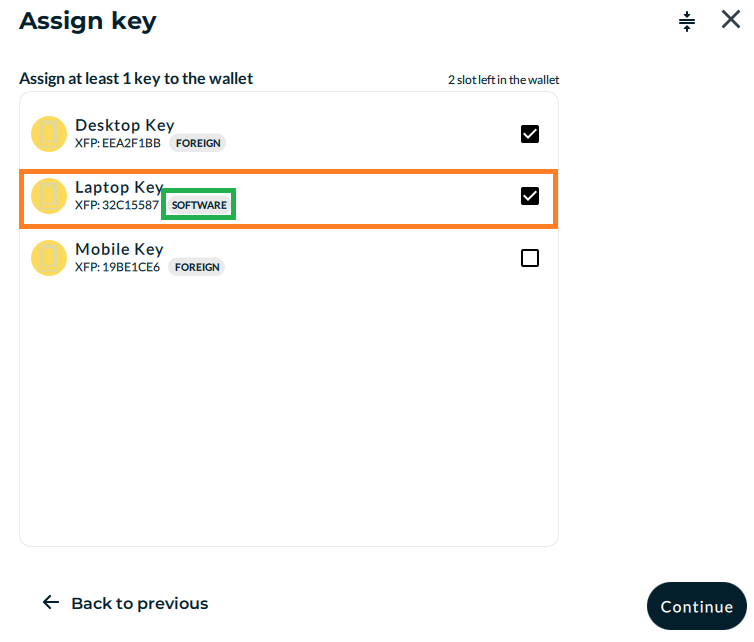 Assign key
Assign at least 1 key to the wallet
2 slot left in the wallet
Desktop Key
XFP: EEA2F1BB FOREIGN
Laptop Key
XFP: 32C15587 SOFTWARE
Mobile Key
XFP: 19BE1CE6 FOREIGN
Back to previous
Continue